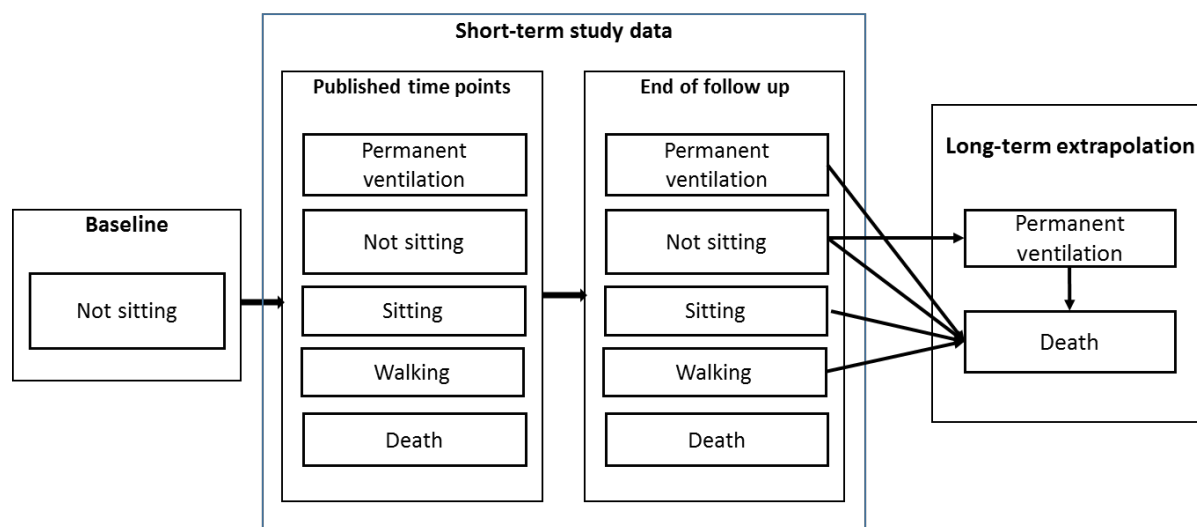 Short-term study data
Baseline
Not sitting
Published time points
Permanent
ventilation
Not sitting
Sitting
Walking
Death
End of follow up
Permanent
ventilation
Not sitting
Sitting
Walking
Death
Long-term extrapolation
Permanent
ventilation
Death